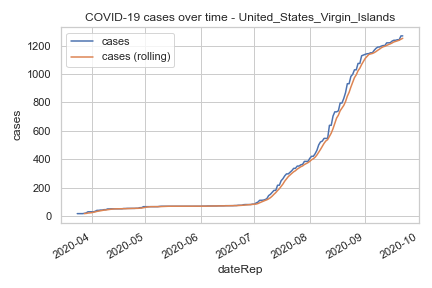 COVID-19 cases over time - United_States_Virgin_Islands
cases
cases (rolling)
1200
1000
800
600
400
200
0
cases
2020-04
2020-05
2020-06
2020-07
2020-08
2020-09
2020-10
dateRep